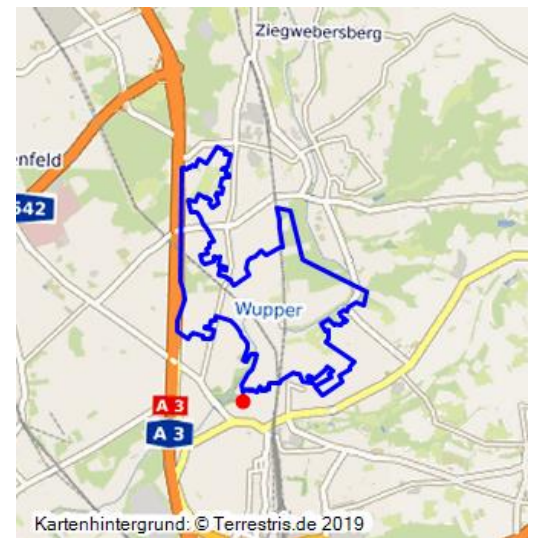 Ziegwebersberg
enfeld
542
Wupper
A 3
A 3
Kartenhintergrund: © Terrestris.de 2019